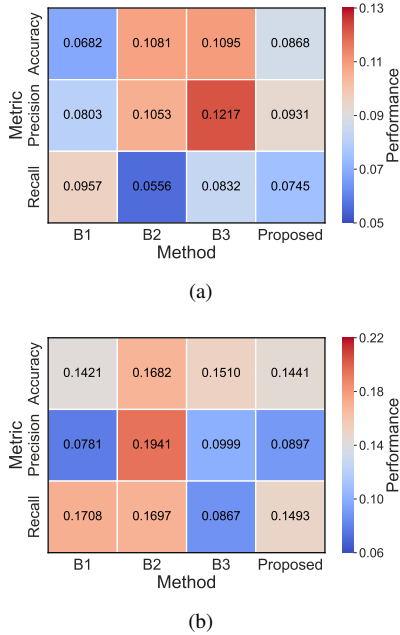 0.13
0.11
0.09
0.07
0.05
Performance
Metric
Accuracy
0.0682 0.1081 0.1095 0.0868
Precision
0.0803 0.1053 0.1217 0.0931
Recall
0.0957 0.0556 0.0832 0.0745
B1 B2 B3 Proposed
Method
(a)
0.22
0.18
0.14
0.10
0.06
Performance
Metric
Accuracy
0.1421 0.1682 0.1510 0.1441
Precision
0.0781 0.1941 0.0999 0.0897
Recall
0.1708 0.1697 0.0867 0.1493
B1 B2 B3 Proposed
Method
(b)